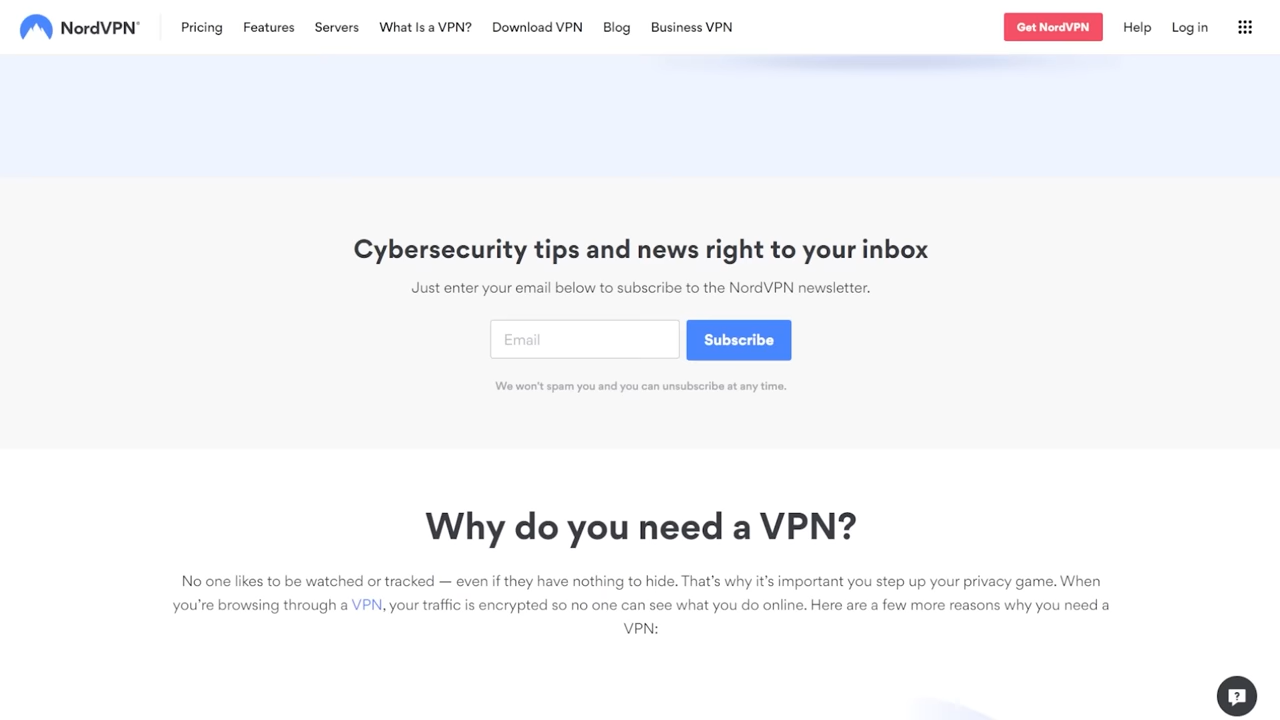 NordVPN®
Pricing
Features
Servers
What Is a VPN?
Download VPN
Blog
Business VPN
Get NordVPN
Help
Log in
Cybersecurity tips and news right to your inbox
Just enter your email below to subscribe to the NordVPN newsletter.
Email
Subscribe
We won't spam you and you can unsubscribe at any time.
Why do you need a VPN?
No one likes to be watched or tracked — even if they have nothing to hide. That's why it's important you step up your privacy game. When
you're browsing through a VPN, your traffic is encrypted so no one can see what you do online. Here are a few more reasons why you need a
VPN:
?